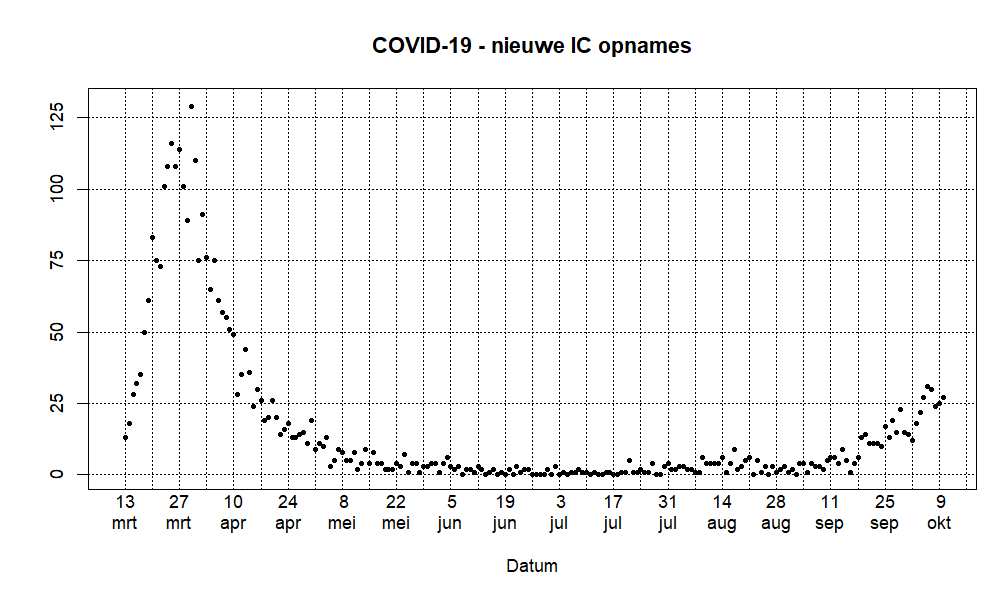 COVID-19 - nieuwe IC opnames
125
100
75
50
25
0
13 27 10 24 8 22 5 19 3 17 31 14 28 11 25 9
mrt mrt apr apr mei mei jun jun jul jul jul aug aug sep sep okt
Datum